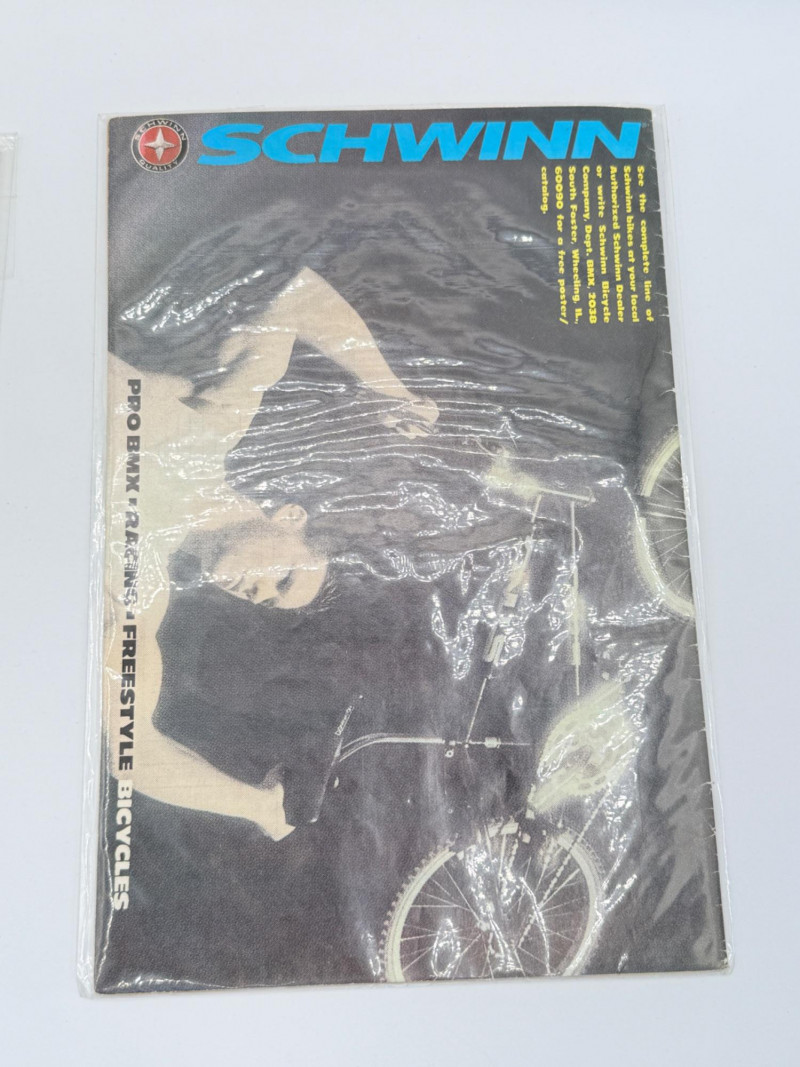 SCHWINN
QUALITY
SCHWINN
See the complete line of
Schwinn bikes at your local
Authorized Schwinn Dealer
or write Schwinn Bicycle
Company, Dept. BMX, 2038
South Foster, Wheeling, IL,
60090 for a free poster/
catalog.
PRO BMX • RACING • FREESTYLE BICYCLES